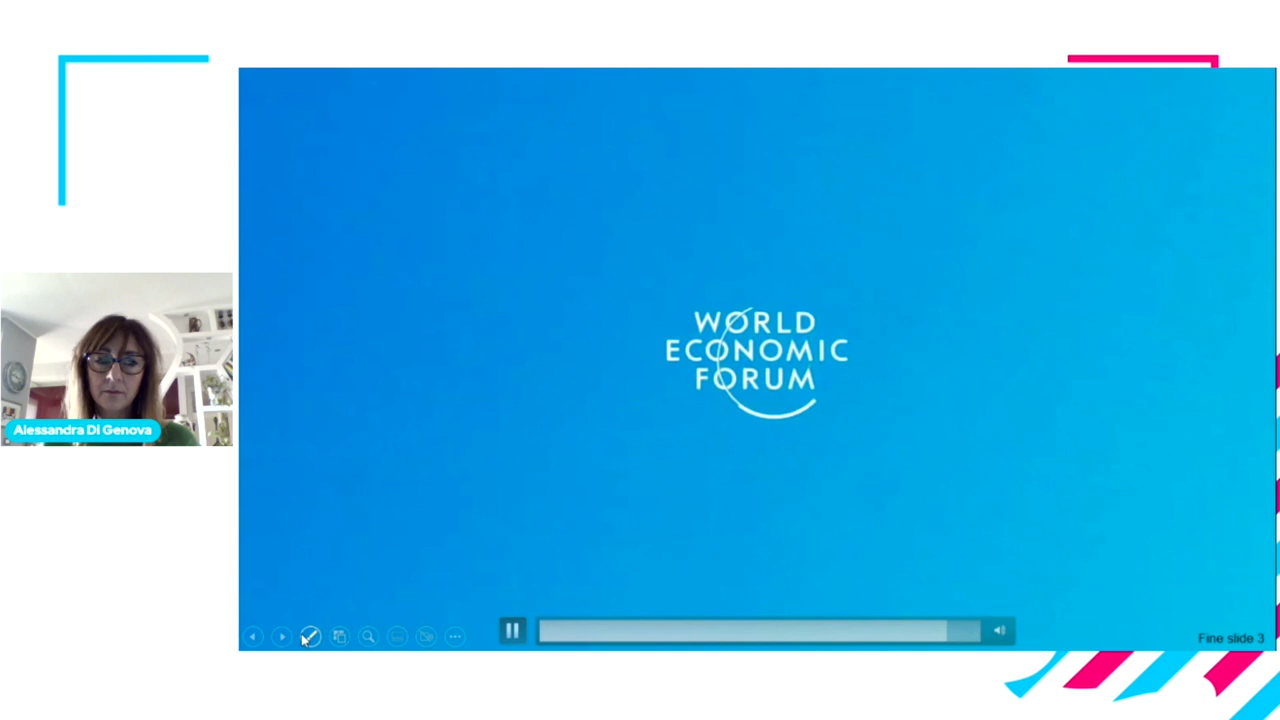 WORLD
ECONOMIC
FORUM
Alessandra Di Genova
Fine slide 3